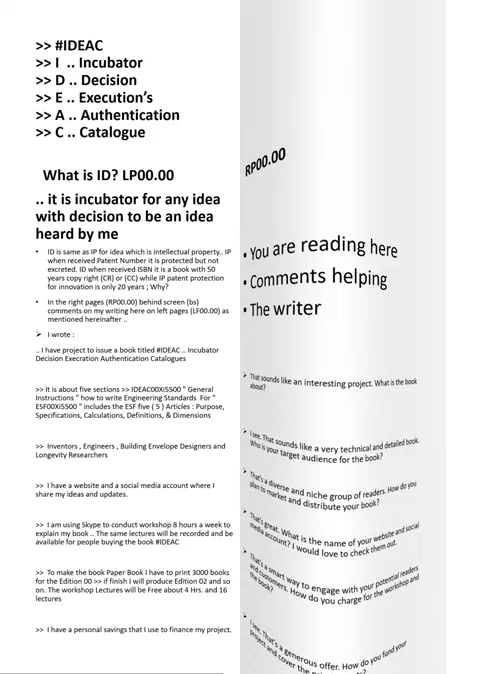 >> #IDEAC
>> I .. Incubator
>> D .. Decision
>> E .. Execution's
>> A .. Authentication
>> C .. Catalogue
What is ID? LP00.00
.. it is incubator for any idea
with decision to be an idea
heard by me
• ID is same as IP for idea which is intellectual property.. IP
when received Patent Number it is protected but not
excreted. ID when received ISBN it is a book with 50
years copy right (CR) or (CC) while IP patent protection
for innovation is only 20 years ; Why?
• In the right pages (RP00.00) behind screen (bs)
comments on my writing here on left pages (LF00.00) as
mentioned hereinafter ..
➢ I wrote :
.. I have project to issue a book titled #IDEAC .. Incubator
Decision Execration Authentication Catalogues
>> It is about five sections >> IDEAC00Xi5500 " General
Instructions " how to write Engineering Standards For "
ESF00Xi5500 " includes the ESF five ( 5 ) Articles : Purpose,
Specifications, Calculations, Definitions, & Dimensions
>> Inventors , Engineers , Building Envelope Designers and
Longevity Researchers
>> I have a website and a social media account where I
share my ideas and updates.
>> I am using Skype to conduct workshop 8 hours a week to
explain my book .. The same lectures will be recorded and be
available for people buying the book #IDEAC
>> To make the book Paper Book I have to print 3000 books
for the Edition 00 >> if finish I will produce Edition 02 and so
on. The workshop Lectures will be Free about 4 Hrs. and 16
lectures
>> I have a personal savings that I use to finance my project.
RP00.00
• You are reading here
• Comments helping
• The writer
➢ That sounds like an interesting project. What is the book
about?
➢ I see. That sounds like a very technical and detailed book.
Who is your target audience for the book?
➢ That's a diverse and niche group of readers. How do you
plan to market and distribute your book?
➢ That's great. What is the name of your website and social
media account? I would love to check them out.
➢ That's a smart way to engage with your potential readers
and customers. How do you charge for the workshop and
the book?
➢ I see. That's a generous offer. How do you fund your
project and cover the